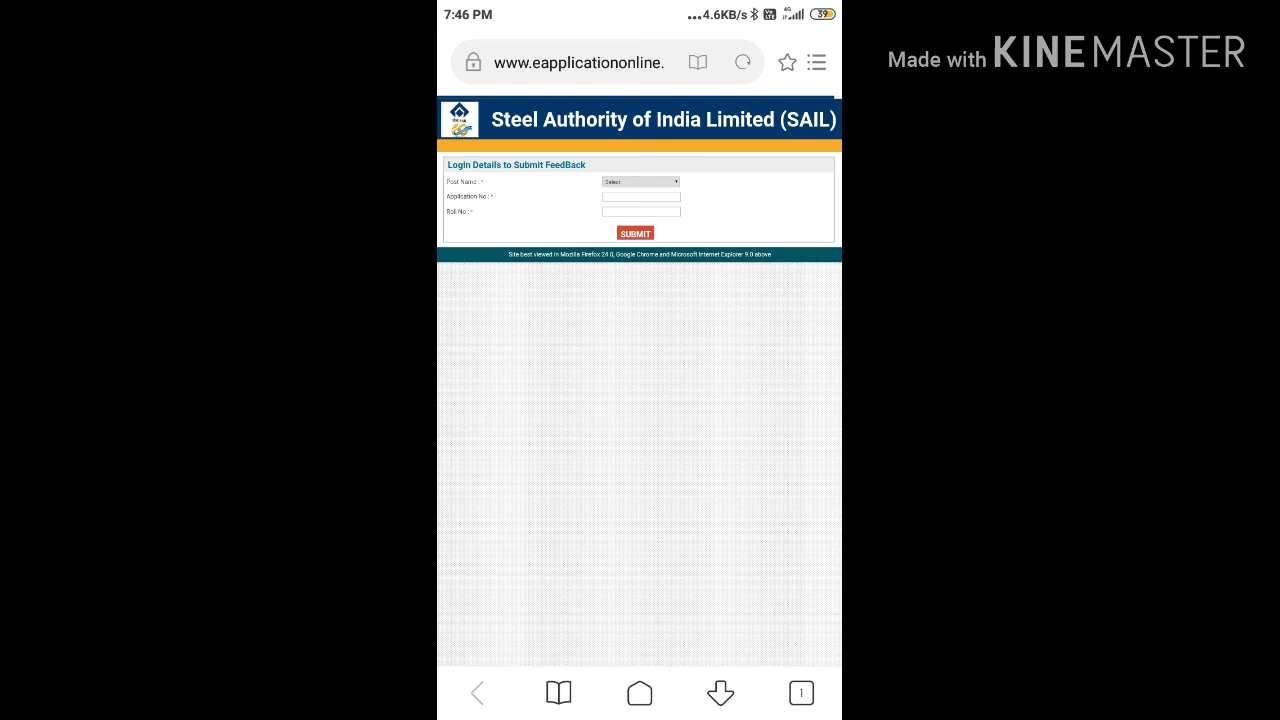 7:46 PM
...4.6KB/s
4G
39
Made with KINEMASTER
www.eapplicationonline.
Steel Authority of India Limited (SAIL)
Login Details to Submit FeedBack
Post Name : *
Select
Application No : *
Roll No : *
SUBMIT
Site best viewed in Mozilla Firefox 24.0, Google Chrome and Microsoft Internet Explorer 9.0 above
1